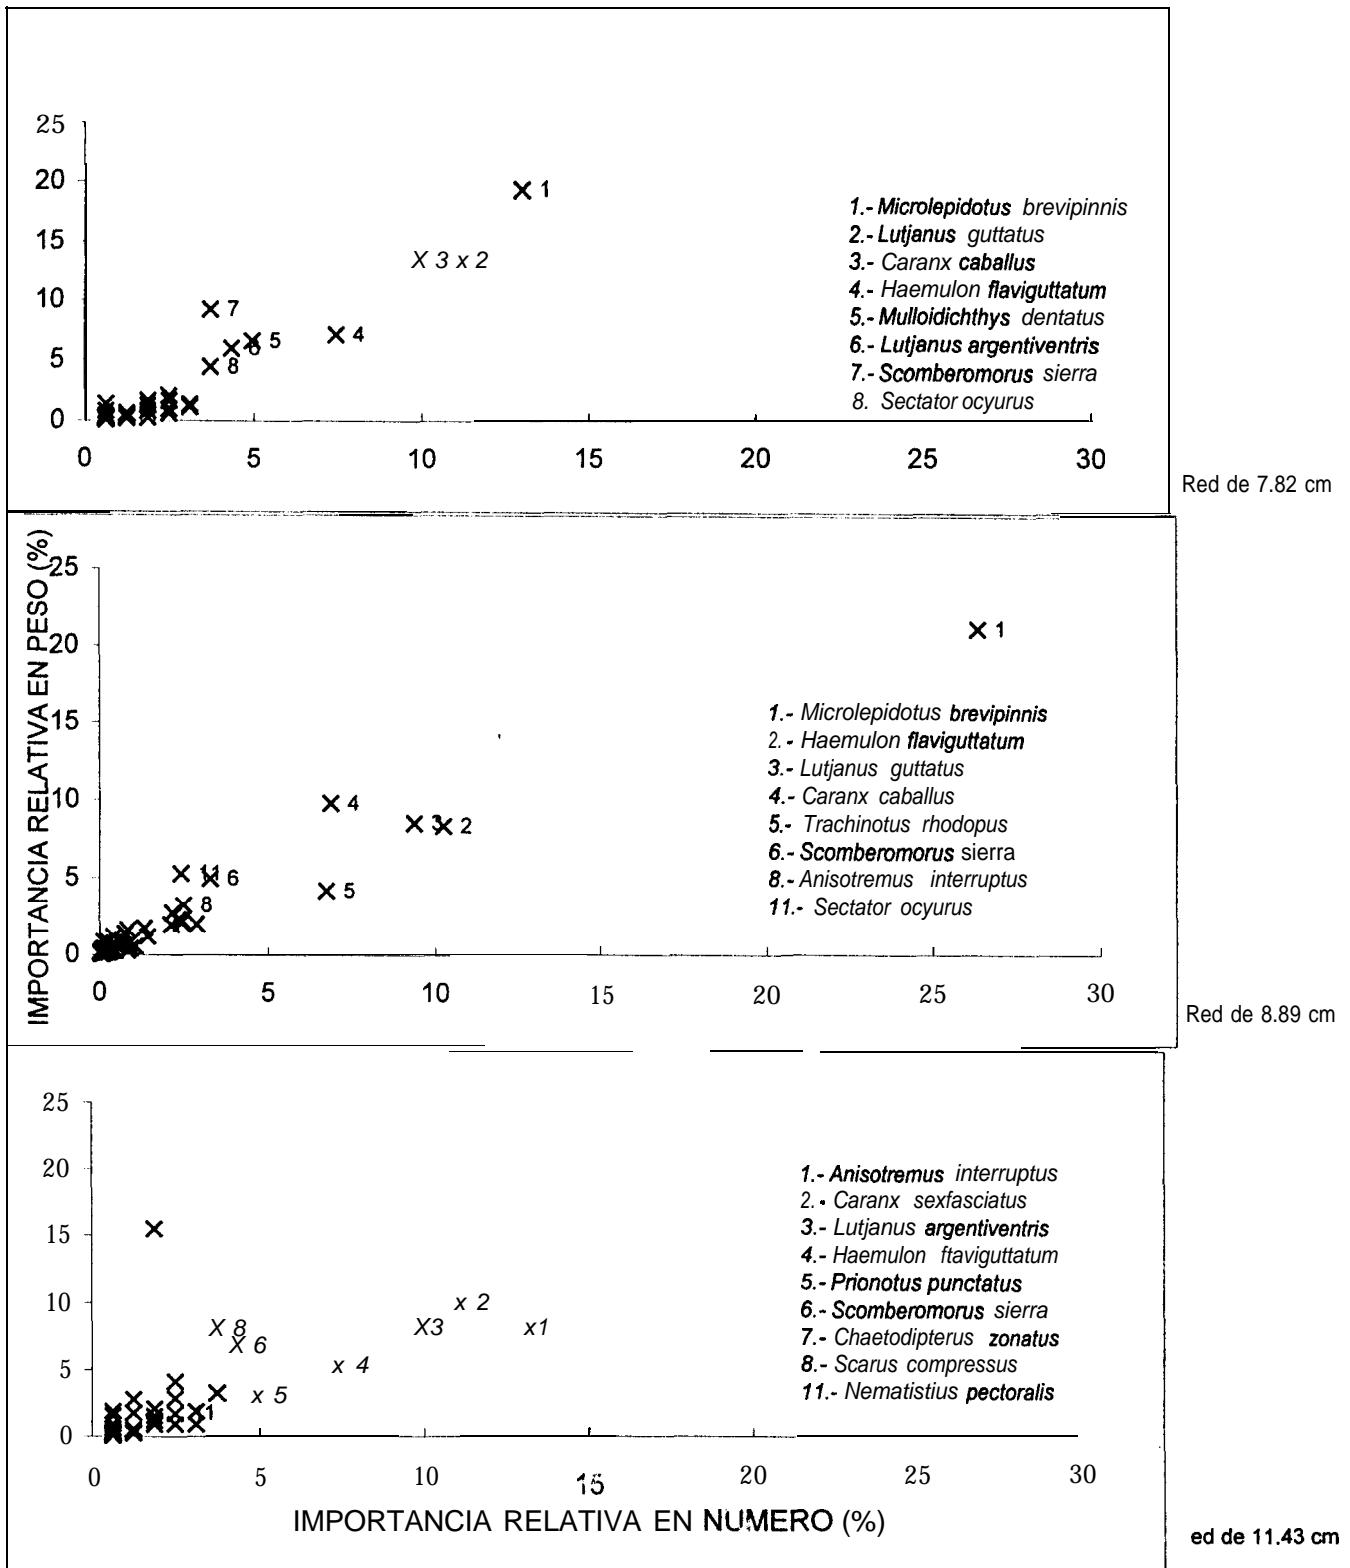 25
20
15
10
5
0
X 1
X 3 x 2
X 7
X 5
6
X 4
X 8
1.- Microlepidotus brevipinnis
2.- Lutjanus guttatus
3.- Caranx caballus
4.- Haemulon flaviguttatum
5.- Mulloidichthys dentatus
6.- Lutjanus argentiventris
7.- Scomberomorus sierra
8. Sectator ocyurus
0 5 10 15 20 25 30
Red de 7.82 cm
IMPORTANCIA RELATIVA EN PESO (%)
25
20
15
10
5
0
X 1
X 4
X 3 X 2
X 11
X 6
X 5
X 8
1.- Microlepidotus brevipinnis
2.- Haemulon flaviguttatum
3.- Lutjanus guttatus
4.- Caranx caballus
5.- Trachinotus rhodopus
6.- Scomberomorus sierra
8.- Anisotremus interruptus
11.- Sectator ocyurus
0 5 10 15 20 25 30
Red de 8.89 cm
25
20
15
10
5
0
x 2
X 8
X3
x1
X 6
x 4
x 5
1
1.- Anisotremus interruptus
2.- Caranx sexfasciatus
3.- Lutjanus argentiventris
4.- Haemulon ftaviguttatum
5.- Prionotus punctatus
6.- Scomberomorus sierra
7.- Chaetodipterus zonatus
8.- Scarus compressus
11.- Nematistius pectoralis
0 5 10 15 20 25 30
IMPORTANCIA RELATIVA EN NUMERO (%)
ed de 11.43 cm